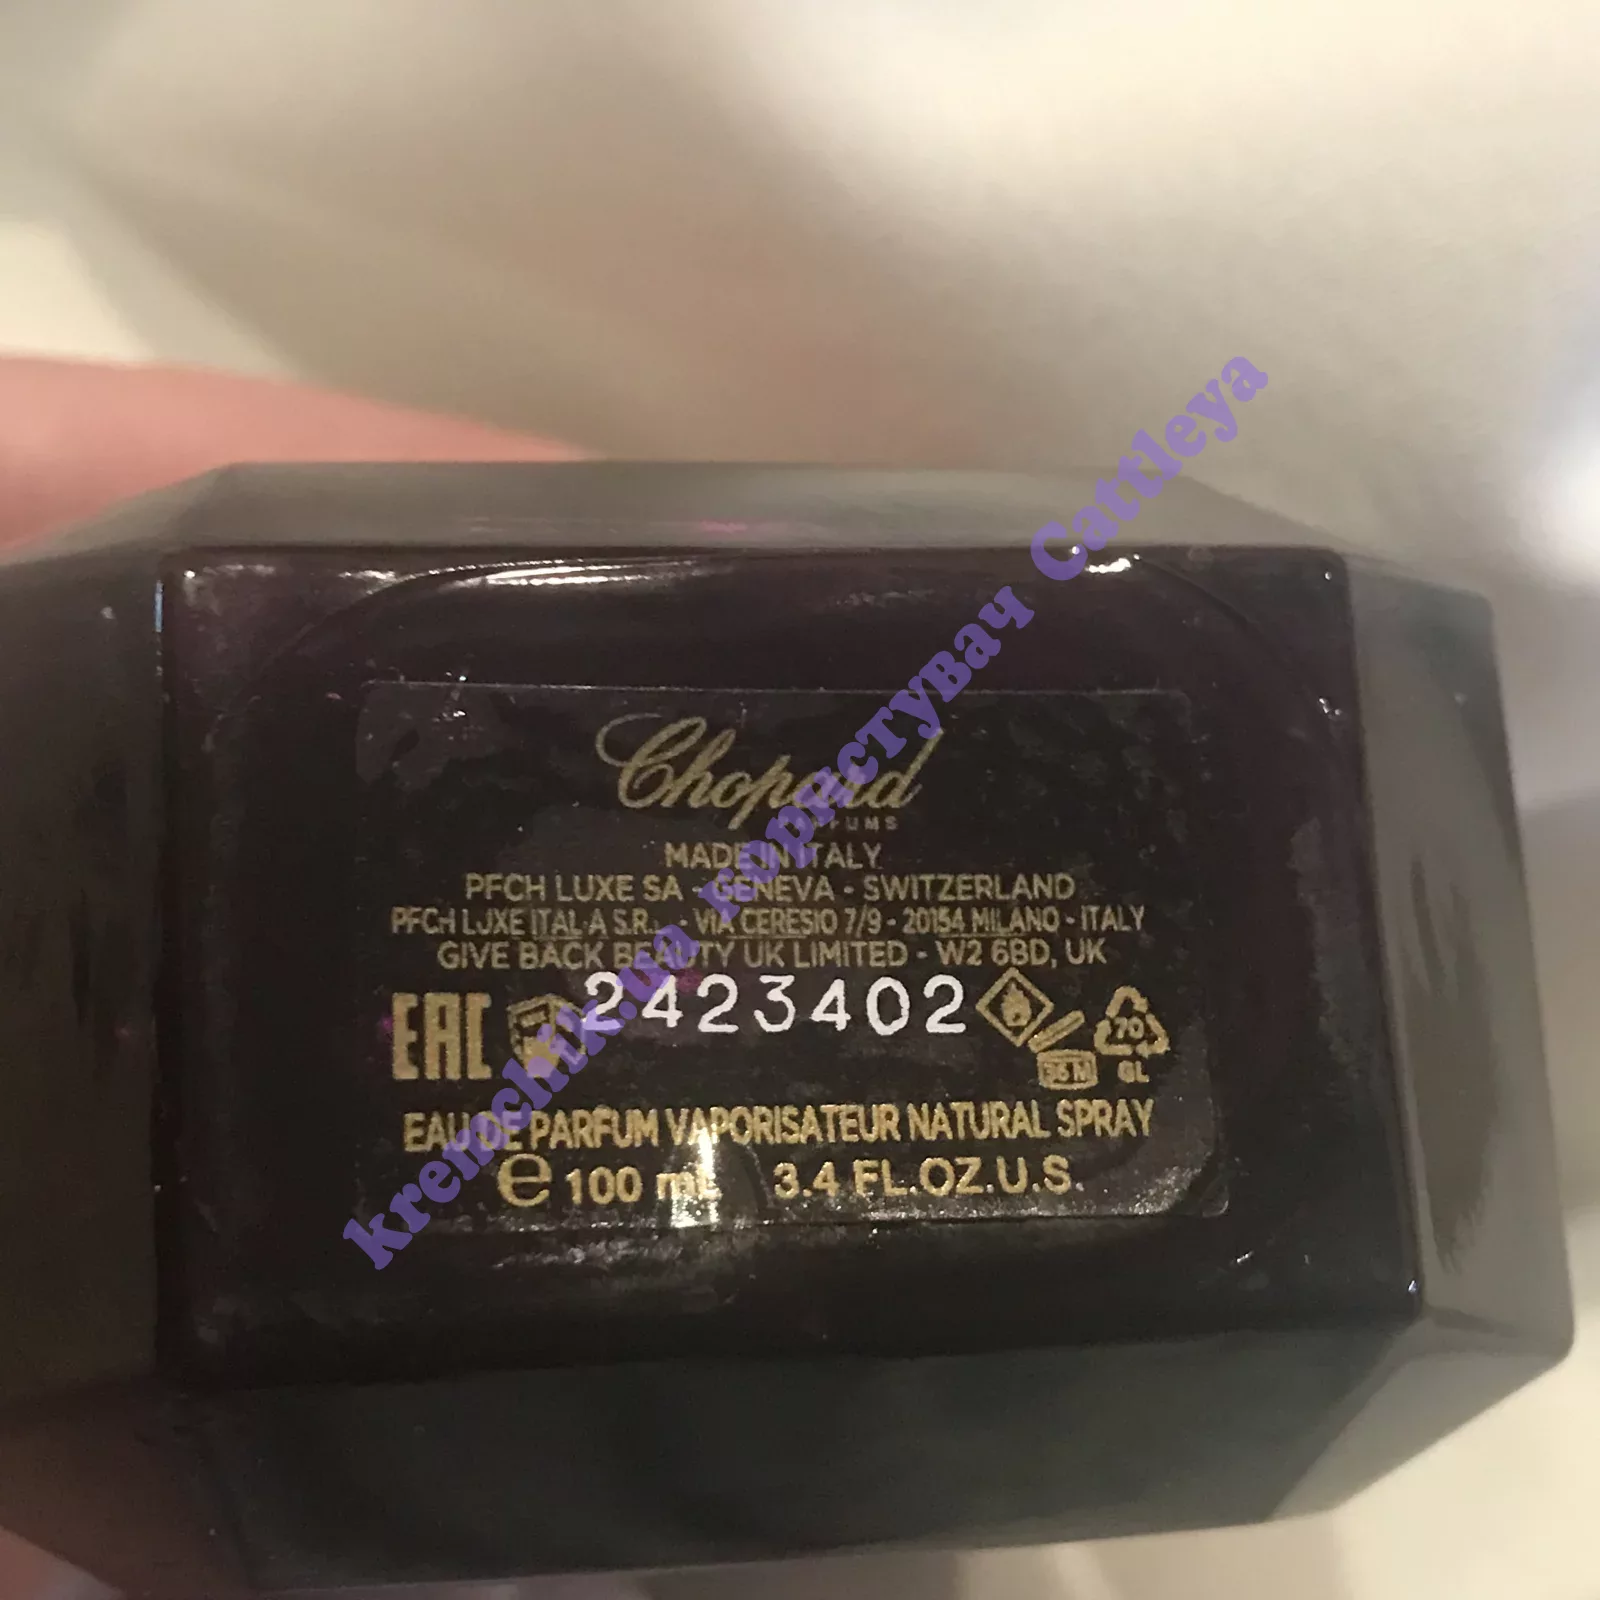 Chopard
PARFUMS
MADE IN ITALY
PFCH LUXE SA - GENEVA - SWITZERLAND
PFCH LUXE ITALIA S.R.L. - VIA CERESIO 7/9 - 20154 MILANO - ITALY
GIVE BACK BEAUTY UK LIMITED - W2 6BD, UK
EAC 2423402
36 M 70
GL
EAU DE PARFUM VAPORISATEUR NATURAL SPRAY
e 100 mL 3.4 FL.OZ.U.S.
kremchik.ua користувач Cattleya